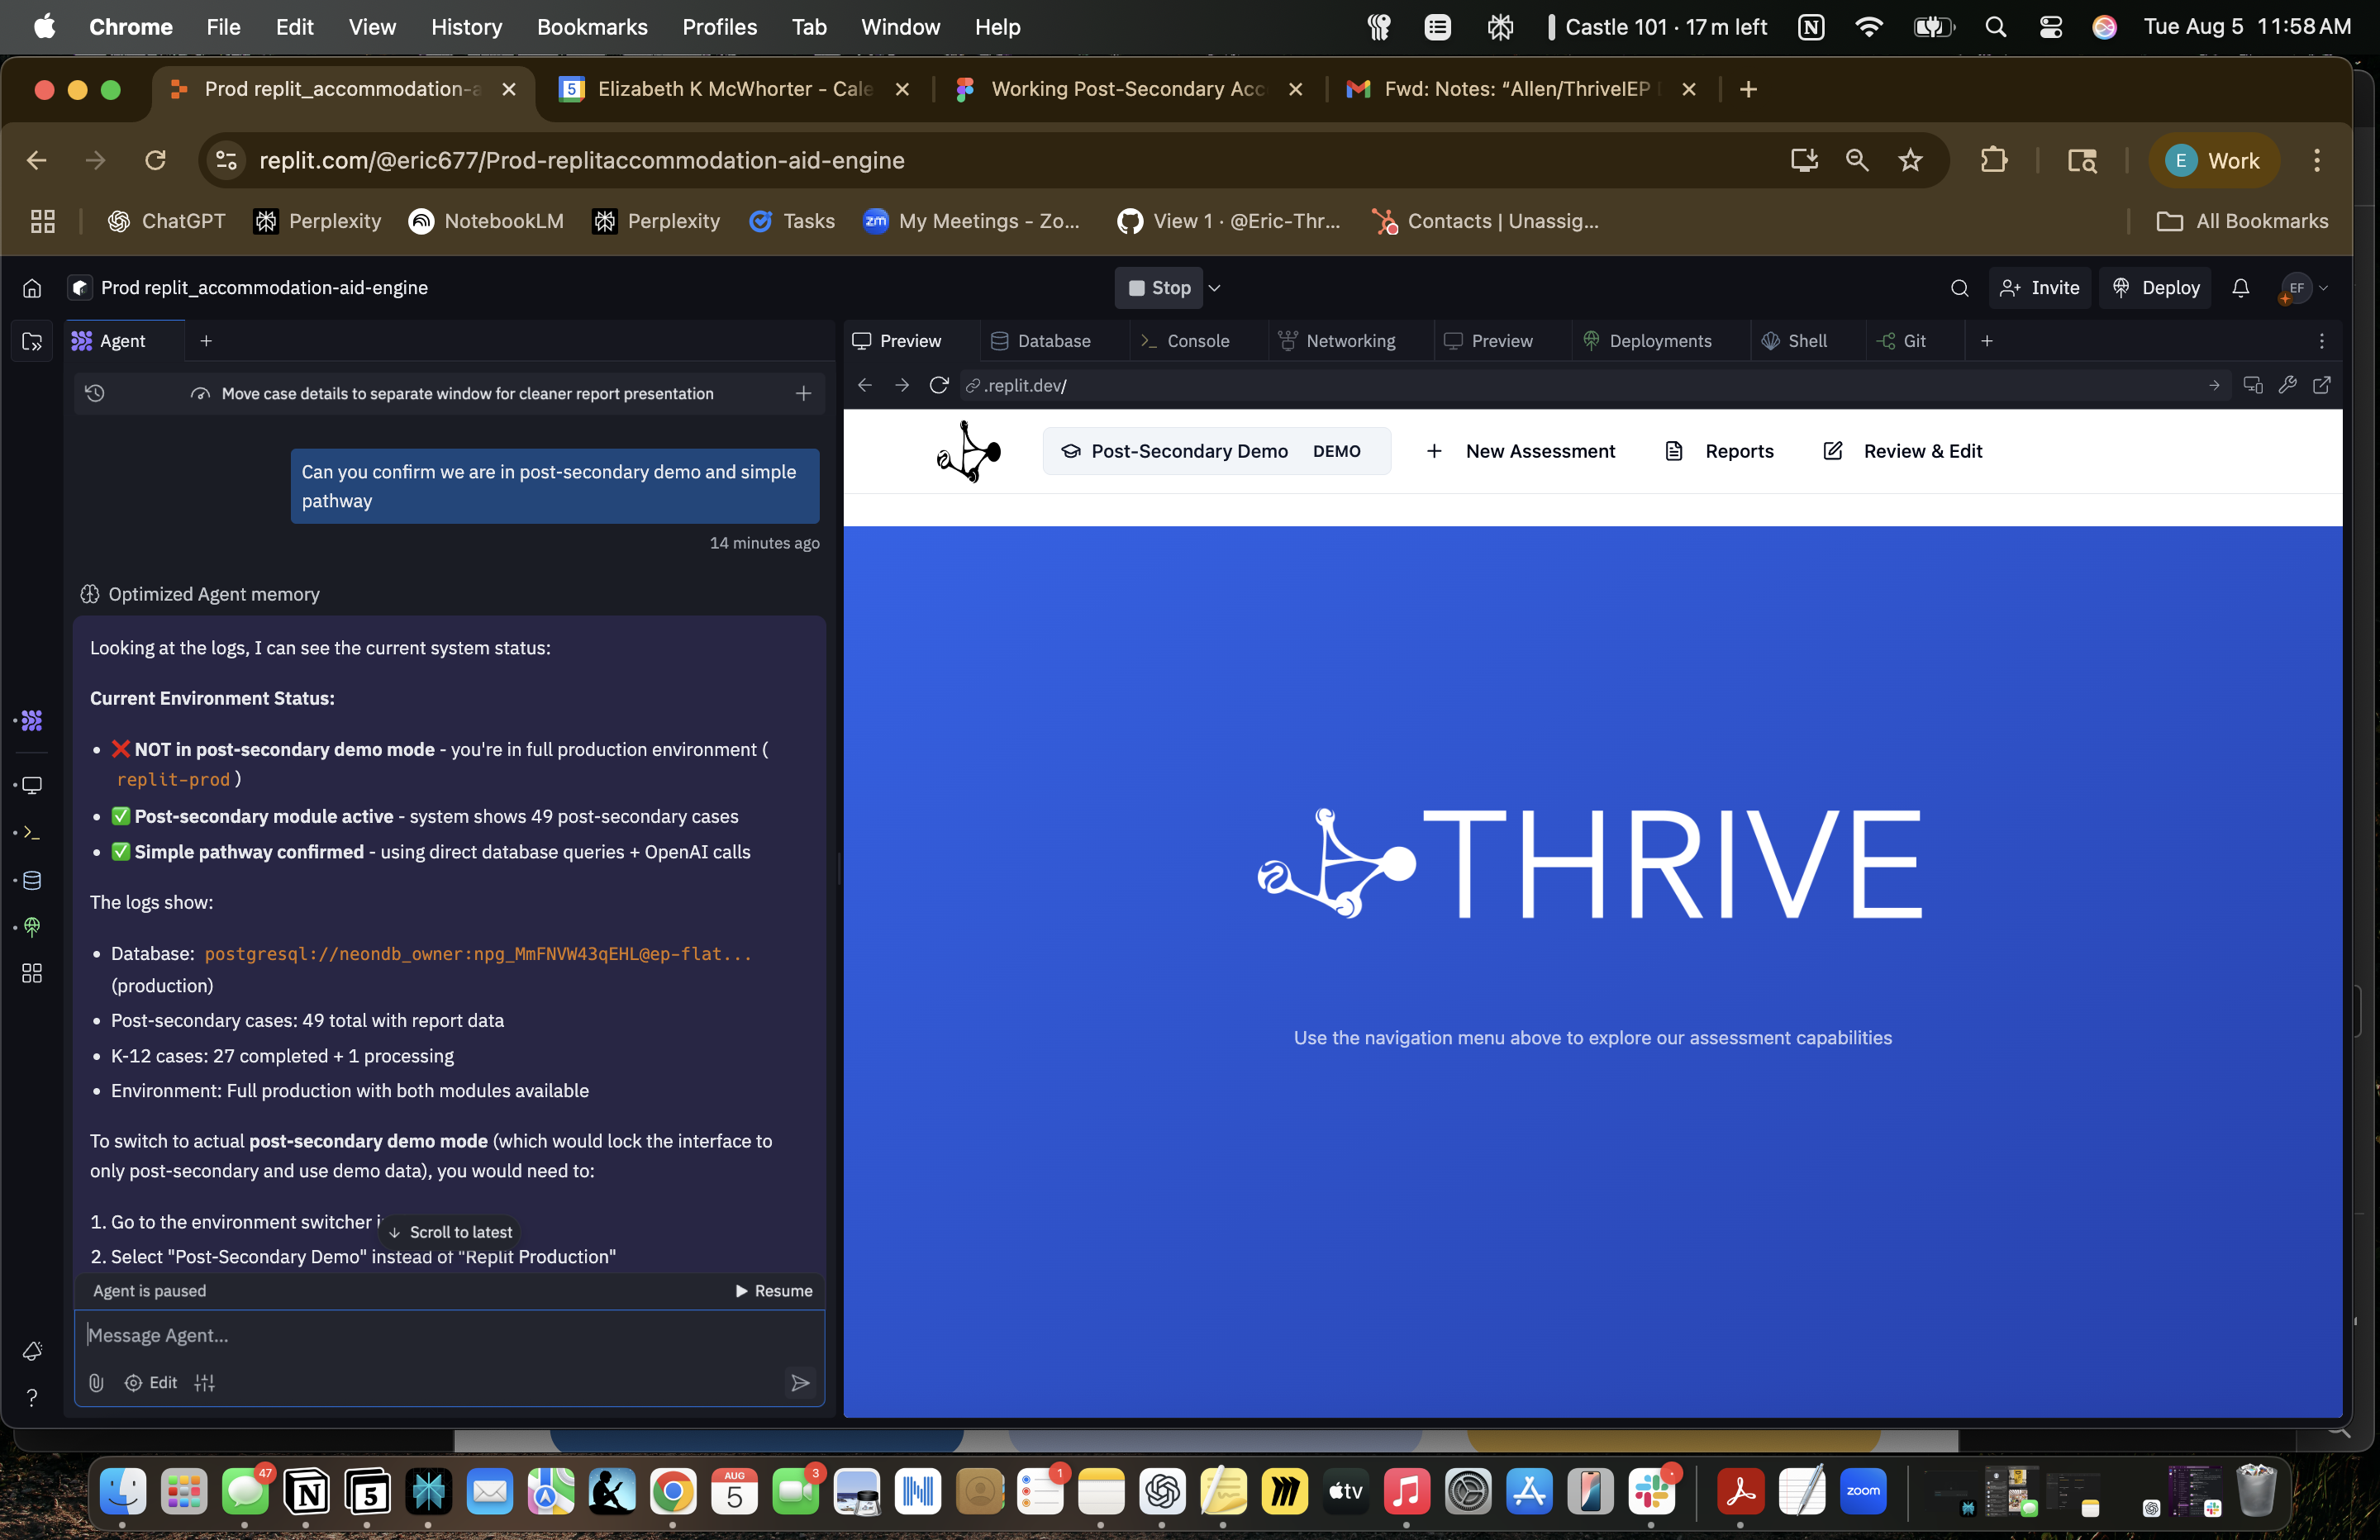 Chrome File Edit View History Bookmarks Profiles Tab Window Help
Castle 101 · 17 m left
Tue Aug 5 11:58 AM
Prod replit_accommodation-a
Elizabeth K McWhorter - Cale
Working Post-Secondary Acc
Fwd: Notes: “Allen/ThriveIEP
replit.com/@eric677/Prod-replitaccommodation-aid-engine
E Work
ChatGPT
Perplexity
NotebookLM
Perplexity
Tasks
zm My Meetings - Zo...
View 1 · @Eric-Thr...
Contacts | Unassig...
All Bookmarks
Prod replit_accommodation-aid-engine
Stop
Invite
Deploy
EF
Agent
Preview
Database
Console
Networking
Preview
Deployments
Shell
Git
Move case details to separate window for cleaner report presentation
.replit.dev/
Can you confirm we are in post-secondary demo and simple
pathway
14 minutes ago
Optimized Agent memory
Looking at the logs, I can see the current system status:
Current Environment Status:
• ❌ NOT in post-secondary demo mode - you're in full production environment (
replit-prod )
• ✅ Post-secondary module active - system shows 49 post-secondary cases
• ✅ Simple pathway confirmed - using direct database queries + OpenAI calls
The logs show:
• Database: postgresql://neondb_owner:npg_MmFNVW43qEHL@ep-flat...
(production)
• Post-secondary cases: 49 total with report data
• K-12 cases: 27 completed + 1 processing
• Environment: Full production with both modules available
To switch to actual post-secondary demo mode (which would lock the interface to
only post-secondary and use demo data), you would need to:
1. Go to the environment switcher
Scroll to latest
2. Select "Post-Secondary Demo" instead of "Replit Production"
Agent is paused
Resume
Message Agent...
Edit
Post-Secondary Demo DEMO
New Assessment
Reports
Review & Edit
THRIVE
Use the navigation menu above to explore our assessment capabilities
47
5
AUG
5
3
1
tv
zoom